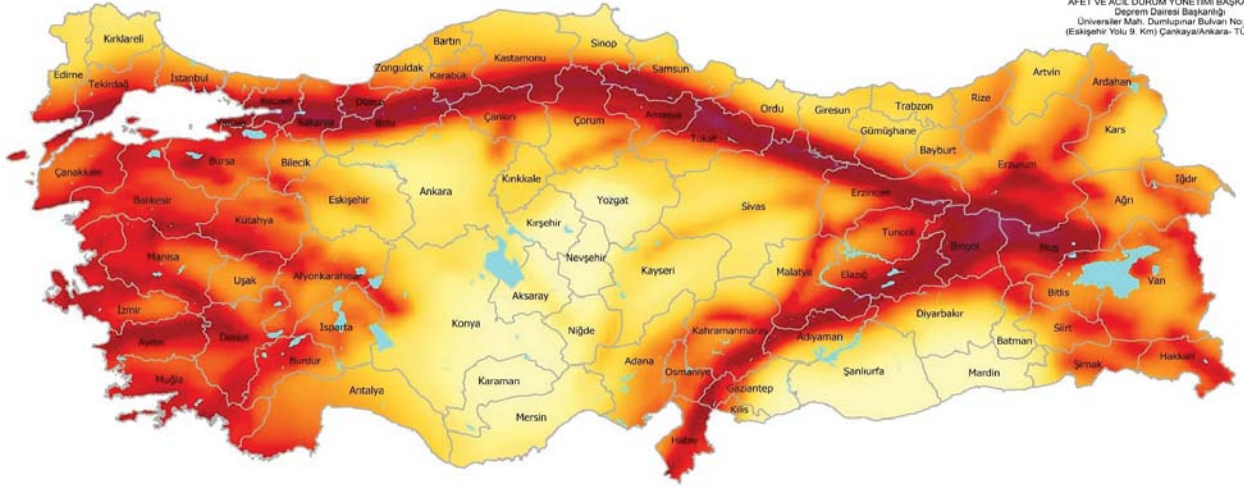 AFET VE ACİL DURUM YÖNETİMİ BAŞKA
Deprem Dairesi Başkanlığı
Üniversiler Mah. Dumlupınar Bulvarı No:
(Eskişehir Yolu 9. Km) Çankaya/Ankara- TÜ
Kırklareli
Edirne
Tekirdağ
İstanbul
Kocaeli
Yalova
Sakarya
Düzce
Bolu
Zonguldak
Bartın
Karabük
Kastamonu
Sinop
Samsun
Çankırı
Çorum
Amasya
Tokat
Ordu
Giresun
Trabzon
Gümüşhane
Bayburt
Rize
Artvin
Ardahan
Kars
Erzurum
Iğdır
Ağrı
Çanakkale
Bursa
Bilecik
Balıkesir
Kütahya
Eskişehir
Ankara
Kırıkkale
Kırşehir
Yozgat
Sivas
Erzincan
Tunceli
Bingöl
Muş
Manisa
Uşak
Afyonkarahisar
Nevşehir
Kayseri
Malatya
Elazığ
Bitlis
Van
İzmir
Aydın
Denizli
Isparta
Burdur
Konya
Aksaray
Niğde
Kahramanmaraş
Adıyaman
Diyarbakır
Batman
Siirt
Şırnak
Hakkari
Muğla
Antalya
Karaman
Mersin
Adana
Osmaniye
Gaziantep
Kilis
Şanlıurfa
Mardin
Hatay